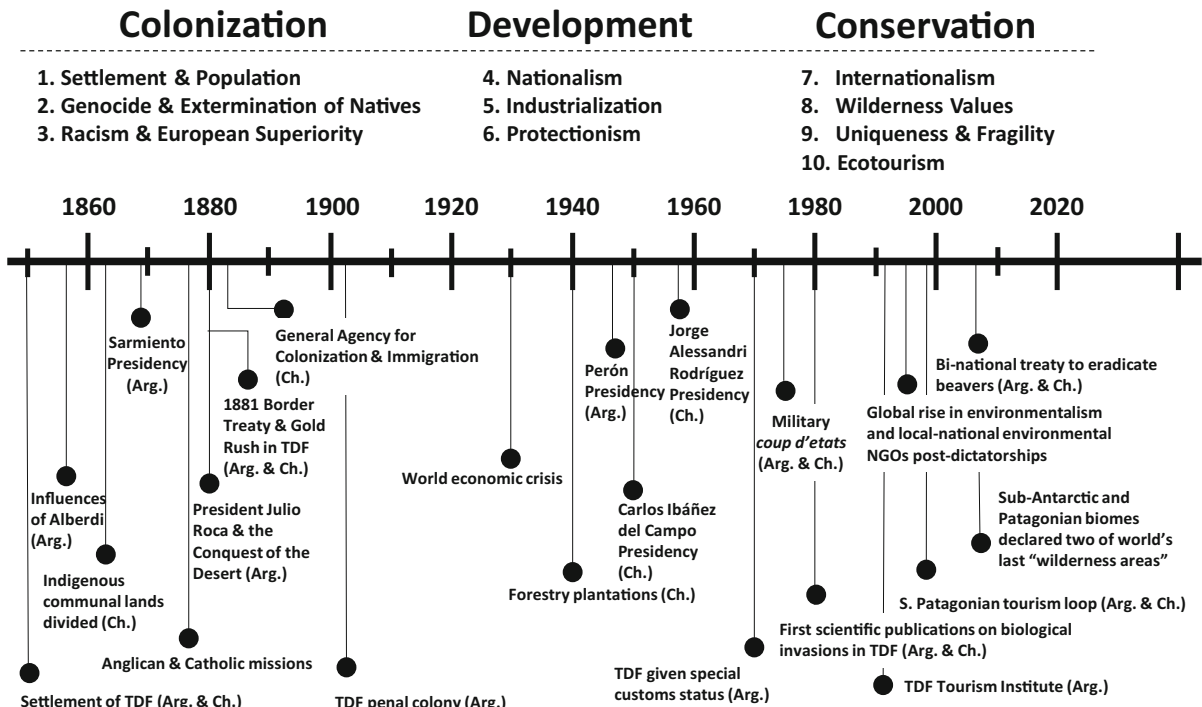 Colonization
Development
Conservation
1. Settlement & Population
2. Genocide & Extermination of Natives
3. Racism & European Superiority
4. Nationalism
5. Industrialization
6. Protectionism
7. Internationalism
8. Wilderness Values
9. Uniqueness & Fragility
10. Ecotourism
1860 1880 1900 1920 1940 1960 1980 2000 2020
Sarmiento
Presidency
(Arg.)
General Agency for
Colonization & Immigration
(Ch.)
1881 Border
Treaty & Gold
Rush in TDF
(Arg. & Ch.)
Influences
of Alberdi
(Arg.)
President Julio
Roca & the
Conquest of the
Desert (Arg.)
Indigenous
communal lands
divided (Ch.)
Anglican & Catholic missions
Settlement of TDF (Arg. & Ch.)
TDF penal colony (Arg.)
World economic crisis
Perón
Presidency
(Arg.)
Jorge
Alessandri
Rodríguez
Presidency
(Ch.)
Carlos Ibáñez
del Campo
Presidency
(Ch.)
Forestry plantations (Ch.)
TDF given special
customs status (Arg.)
Military
coup d'etats
(Arg. & Ch.)
First scientific publications on biological
invasions in TDF (Arg. & Ch.)
Bi-national treaty to eradicate
beavers (Arg. & Ch.)
Global rise in environmentalism
and local-national environmental
NGOs post-dictatorships
Sub-Antarctic and
Patagonian biomes
declared two of world's
last “wilderness areas”
S. Patagonian tourism loop (Arg. & Ch.)
TDF Tourism Institute (Arg.)